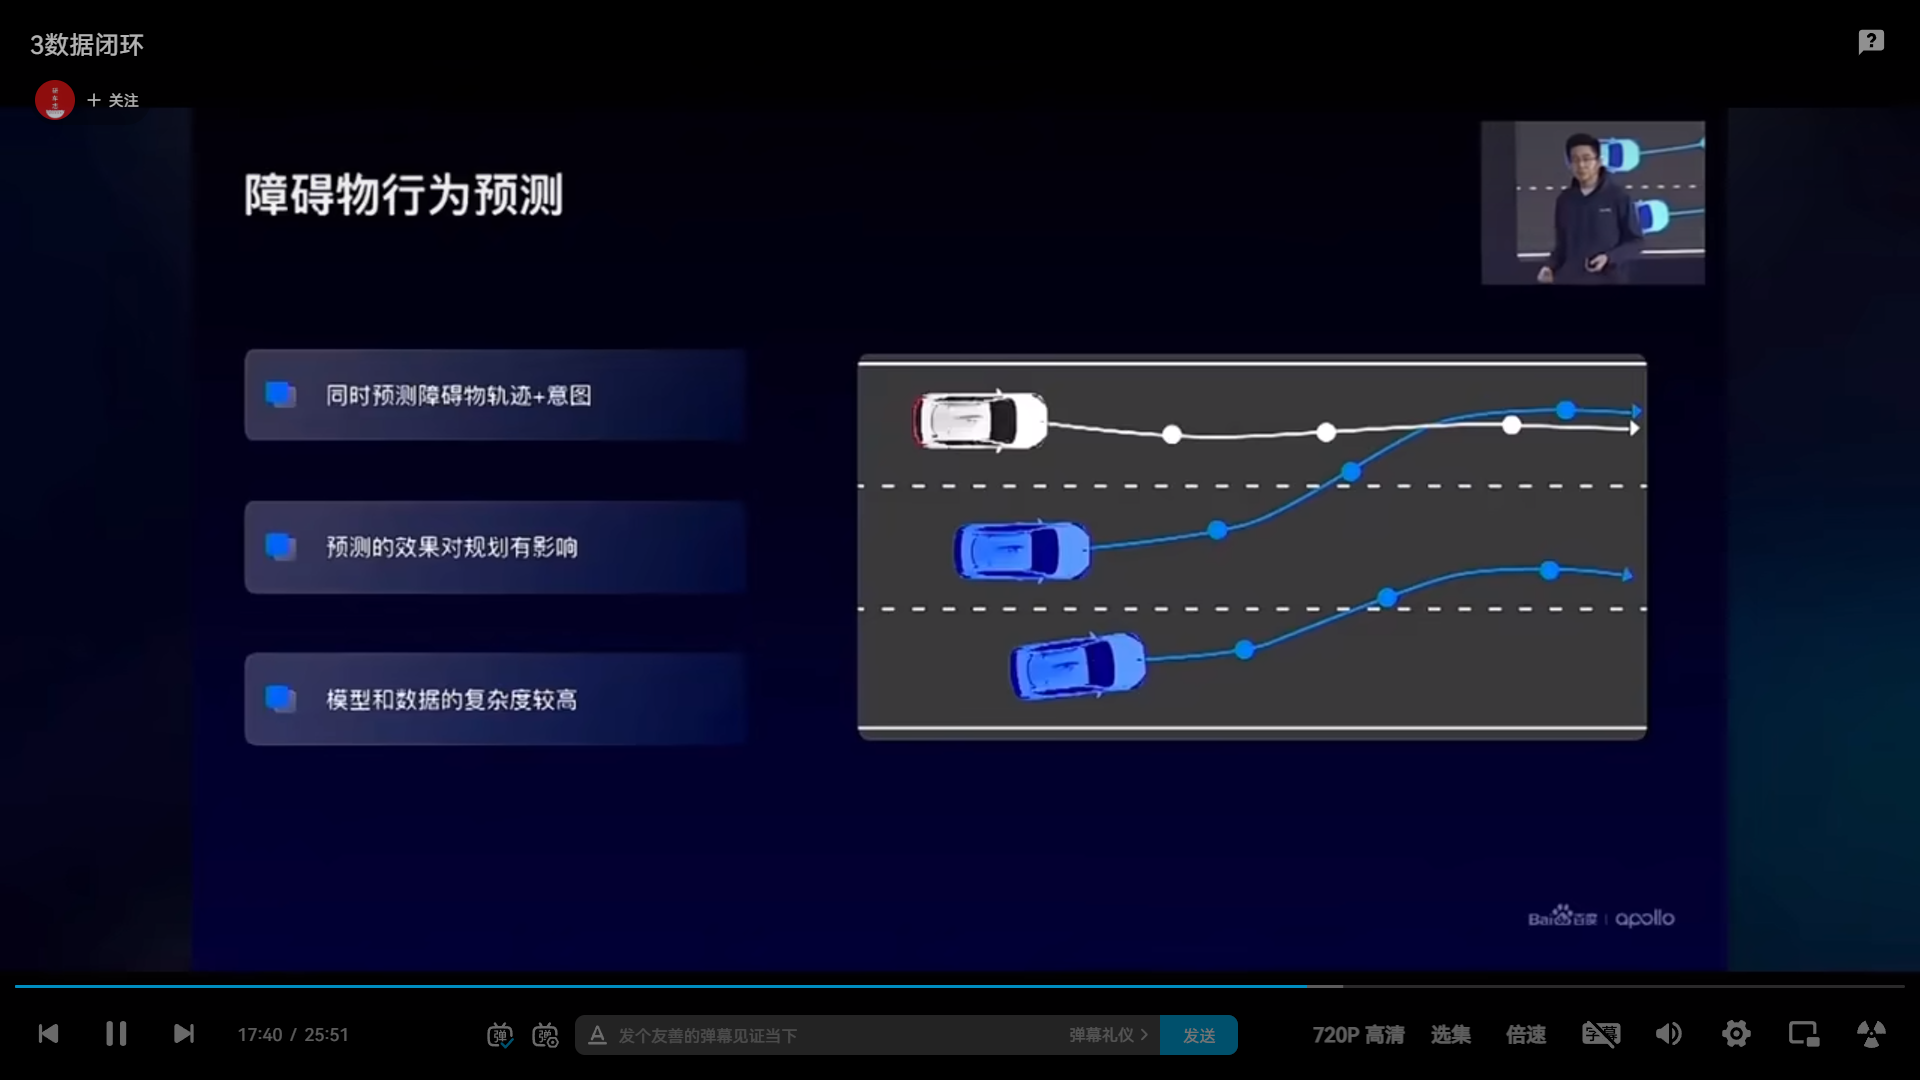 3数据闭环
+ 关注
障碍物行为预测
同时预测障碍物轨迹+意图
预测的效果对规划有影响
模型和数据的复杂度较高
Bai百度 | apollo
17:40 / 25:51
弹
弹
A
发个友善的弹幕见证当下
弹幕礼仪 >
发送
720P 高清
选集
倍速
字幕